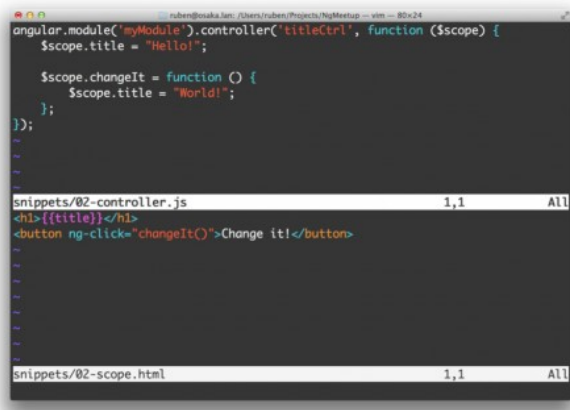 ruben@osaka.lan: /Users/ruben/Projects/NgMeetup — vim — 80×24
angular.module('myModule').controller('titleCtrl', function ($scope) {
    $scope.title = "Hello!";
    $scope.changeIt = function () {
        $scope.title = "World!";
    };
});
~
~
~
~
snippets/02-controller.js 1,1 All
<h1>{{title}}</h1>
<button ng-click="changeIt()">Change it!</button>
~
~
~
~
~
~
~
snippets/02-scope.html 1,1 All